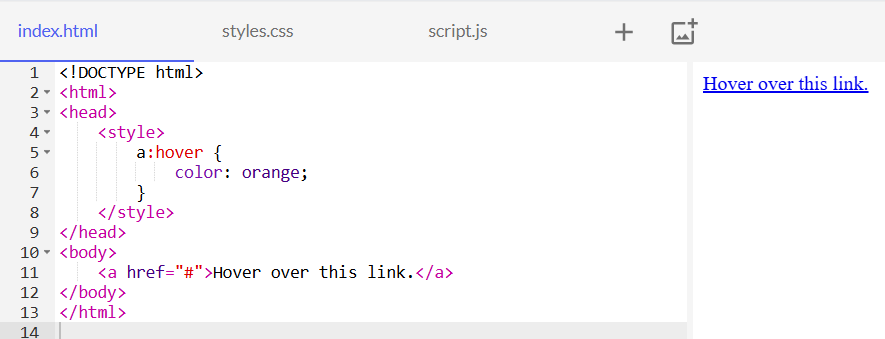 index.html styles.css script.js +
1 <!DOCTYPE html>
2 <html>
3 <head>
4     <style>
5         a:hover {
6             color: orange;
7         }
8     </style>
9 </head>
10 <body>
11     <a href="#">Hover over this link.</a>
12 </body>
13 </html>
14
Hover over this link.